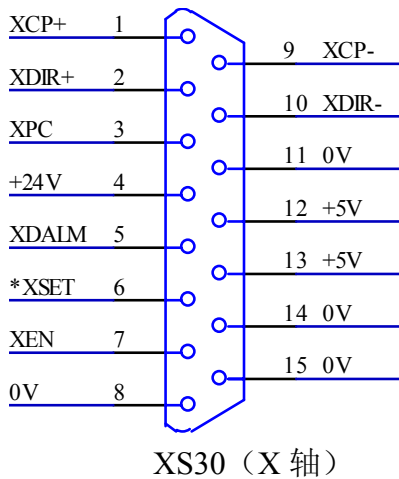 XCP+ 1
9 XCP-
XDIR+ 2
10 XDIR-
XPC 3
11 0V
+24V 4
12 +5V
XDALM 5
13 +5V
*XSET 6
14 0V
XEN 7
15 0V
0V 8
XS30（X 轴）